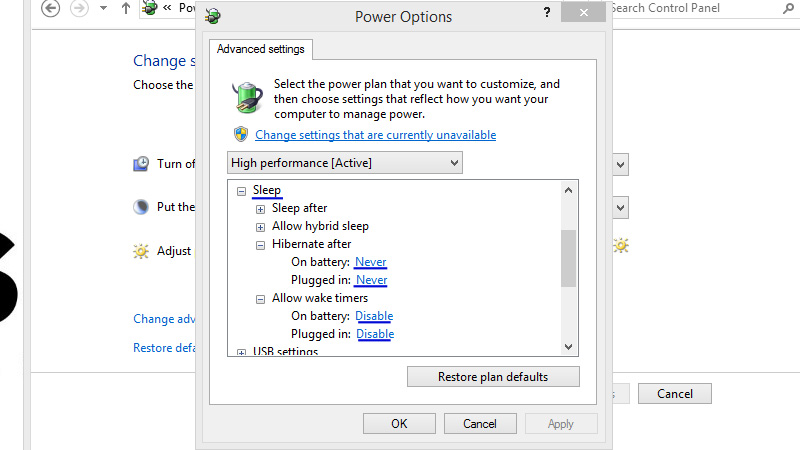 « Pow
Power Options
?
Search Control Panel
Advanced settings
Change s
Choose the
Select the power plan that you want to customize, and
then choose settings that reflect how you want your
computer to manage power.
Change settings that are currently unavailable
High performance [Active]
Turn of
Sleep
Sleep after
Put the
Allow hybrid sleep
Hibernate after
Adjust
On battery: Never
Plugged in: Never
Allow wake timers
On battery: Disable
Change adv
Plugged in: Disable
Restore defa
USB settings
Restore plan defaults
Cancel
OK
Cancel
Apply